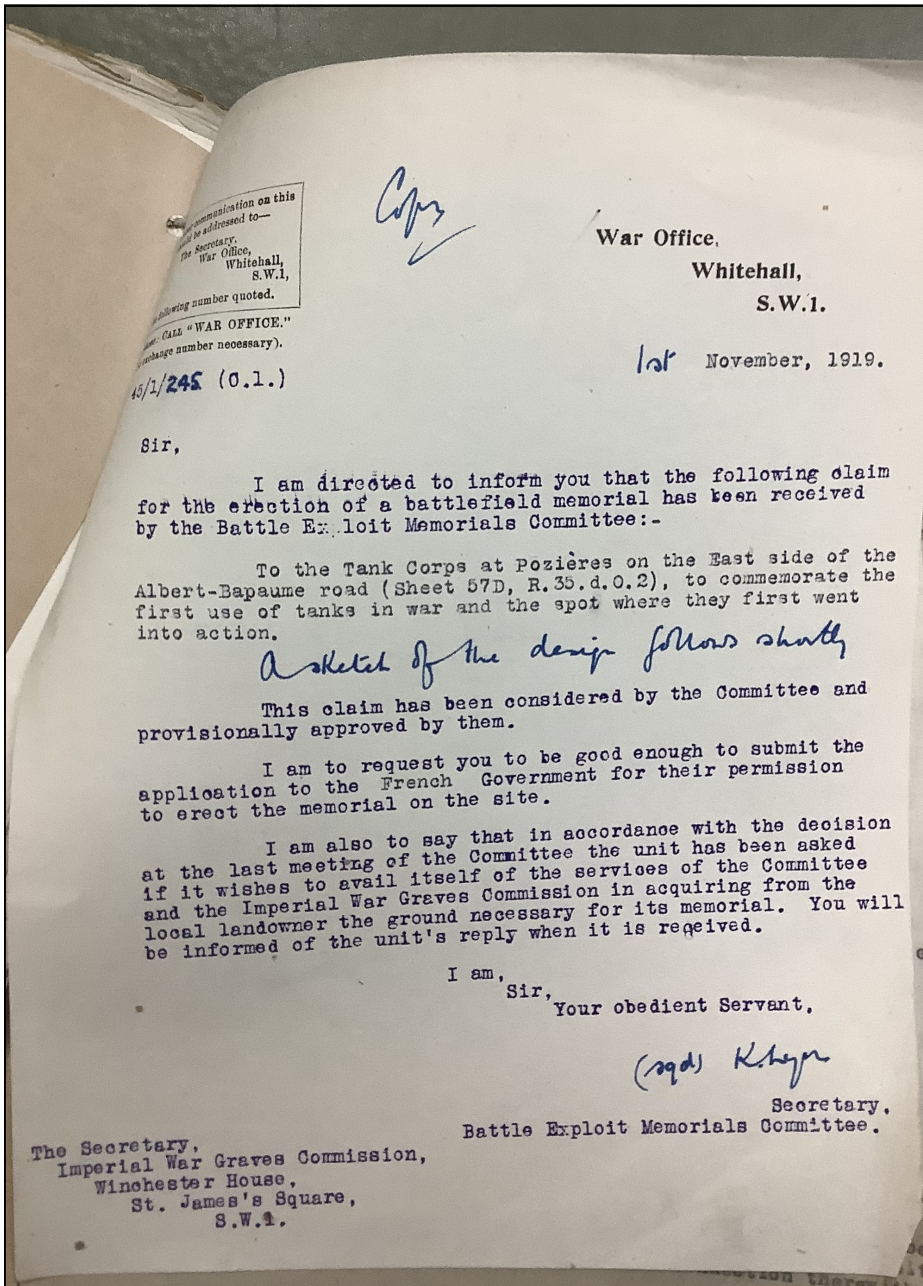 communication on this
be addressed to—
The Secretary,
War Office,
Whitehall,
S.W.1,
following number quoted.
CALL "WAR OFFICE."
exchange number necessary).
45/1/245 (O.1.)
Copy
War Office,
Whitehall,
S.W.1.
1st November, 1919.
Sir,
I am directed to inform you that the following claim
for the erection of a battlefield memorial has been received
by the Battle Ex loit Memorials Committee:-
To the Tank Corps at Pozières on the East side of the
Albert-Bapaume road (Sheet 57D, R.35.d.0.2), to commemorate the
first use of tanks in war and the spot where they first went
into action.
A sketch of the design follows shortly
This claim has been considered by the Committee and
provisionally approved by them.
I am to request you to be good enough to submit the
application to the French Government for their permission
to erect the memorial on the site.
I am also to say that in accordance with the decision
at the last meeting of the Committee the unit has been asked
if it wishes to avail itself of the services of the Committee
and the Imperial War Graves Commission in acquiring from the
local landowner the ground necessary for its memorial. You will
be informed of the unit's reply when it is received.
I am,
Sir,
Your obedient Servant,
(sgd) K.
Secretary,
Battle Exploit Memorials Committee.
The Secretary,
Imperial War Graves Commission,
Winchester House,
St. James's Square,
S.W.1.